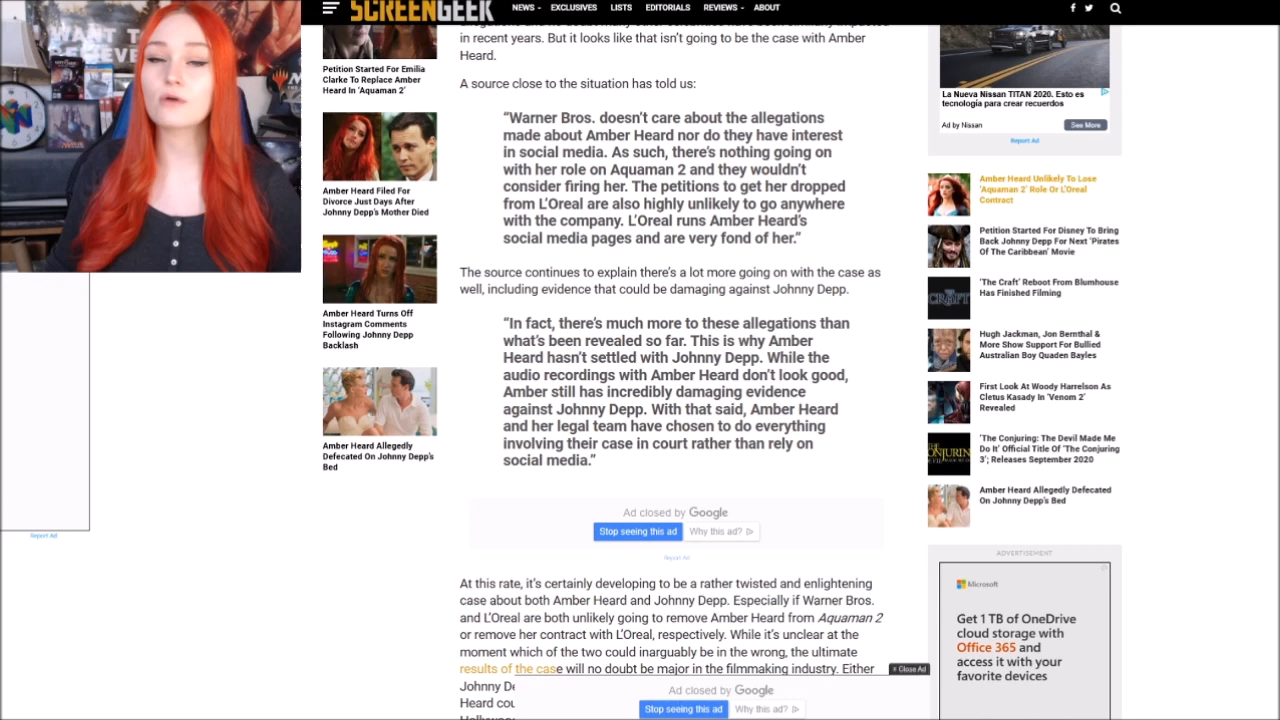 SCREENGEEK
NEWS
EXCLUSIVES
LISTS
EDITORIALS
REVIEWS
ABOUT
WANT T
BELIEVE
Petition Started For Emilia
Clarke To Replace Amber
Heard In 'Aquaman 2'
Amber Heard Filed For
Divorce Just Days After
Johnny Depp's Mother Died
Amber Heard Turns Off
Instagram Comments
Following Johnny Depp
Backlash
Amber Heard Allegedly
Defecated On Johnny Depp's
Bed
Report Ad
in recent years. But it looks like that isn't going to be the case with Amber
Heard.
A source close to the situation has told us:
“Warner Bros. doesn't care about the allegations
made about Amber Heard nor do they have interest
in social media. As such, there's nothing going on
with her role on Aquaman 2 and they wouldn't
consider firing her. The petitions to get her dropped
from L'Oreal are also highly unlikely to go anywhere
with the company. L'Oreal runs Amber Heard's
social media pages and are very fond of her.”
The source continues to explain there's a lot more going on with the case as
well, including evidence that could be damaging against Johnny Depp.
“In fact, there's much more to these allegations than
what's been revealed so far. This is why Amber
Heard hasn't settled with Johnny Depp. While the
audio recordings with Amber Heard don't look good,
Amber still has incredibly damaging evidence
against Johnny Depp. With that said, Amber Heard
and her legal team have chosen to do everything
involving their case in court rather than rely on
social media.”
Ad closed by Google
Stop seeing this ad
Why this ad?
Report Ad
At this rate, it's certainly developing to be a rather twisted and enlightening
case about both Amber Heard and Johnny Depp. Especially if Warner Bros.
and L'Oreal are both unlikely going to remove Amber Heard from Aquaman 2
or remove her contract with L'Oreal, respectively. While it's unclear at the
moment which of the two could inarguably be in the wrong, the ultimate
results of the case will no doubt be major in the filmmaking industry. Either
Johnny De
Heard cou
x Close Ad
Ad closed by Google
Stop seeing this ad
Why this ad?
La Nueva Nissan TITAN 2020. Esto es
tecnología para crear recuerdos
Ad by Nissan
See More
Report Ad
Amber Heard Unlikely To Lose
'Aquaman 2' Role Or L'Oreal
Contract
Petition Started For Disney To Bring
Back Johnny Depp For Next 'Pirates
Of The Caribbean' Movie
'The Craft' Reboot From Blumhouse
Has Finished Filming
Hugh Jackman, Jon Bernthal &
More Show Support For Bullied
Australian Boy Quaden Bayles
First Look At Woody Harrelson As
Cletus Kasady In 'Venom 2'
Revealed
'The Conjuring: The Devil Made Me
Do It' Official Title Of 'The Conjuring
3'; Releases September 2020
Amber Heard Allegedly Defecated
On Johnny Depp's Bed
ADVERTISEMENT
Microsoft
Get 1 TB of OneDrive
cloud storage with
Office 365 and
access it with your
favorite devices